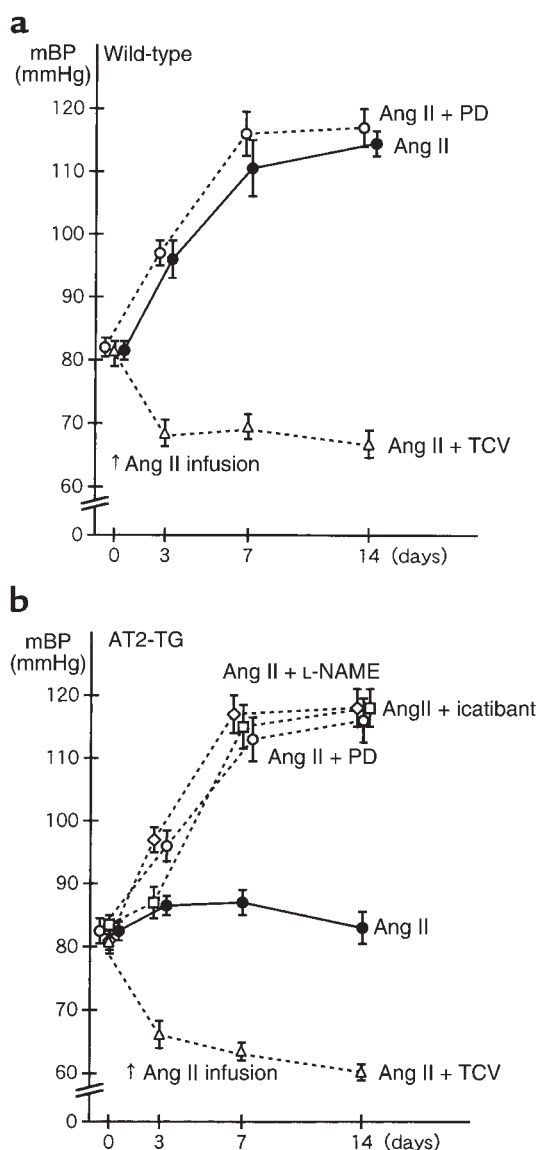 a
mBP
(mmHg)
Wild-type
120
110
100
90
80
70
60
0
Ang II + PD
Ang II
Ang II + TCV
↑ Ang II infusion
0 3 7 14 (days)
b
mBP
(mmHg)
AT2-TG
120
110
100
90
80
70
60
0
Ang II + L-NAME
AngII + icatibant
Ang II + PD
Ang II
Ang II + TCV
↑ Ang II infusion
0 3 7 14 (days)